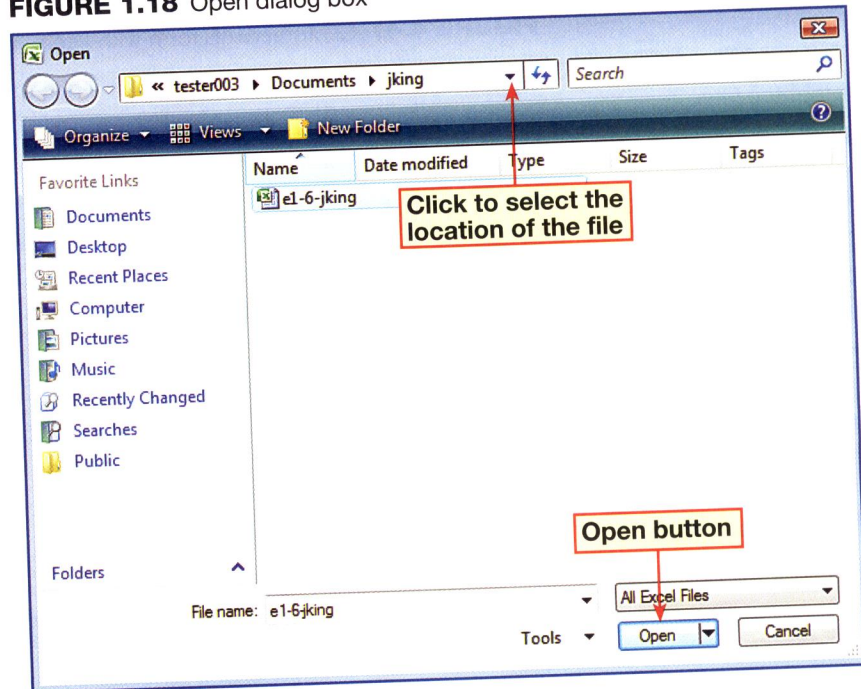 FIGURE 1.18 Open dialog box
Open
« tester003 ▸ Documents ▸ jking
Search
Organize Views New Folder
Favorite Links
Documents
Desktop
Recent Places
Computer
Pictures
Music
Recently Changed
Searches
Public
Folders
Name Date modified Type Size Tags
e1-6-jking
Click to select the
location of the file
Open button
File name: e1-6-jking
All Excel Files
Tools Open Cancel